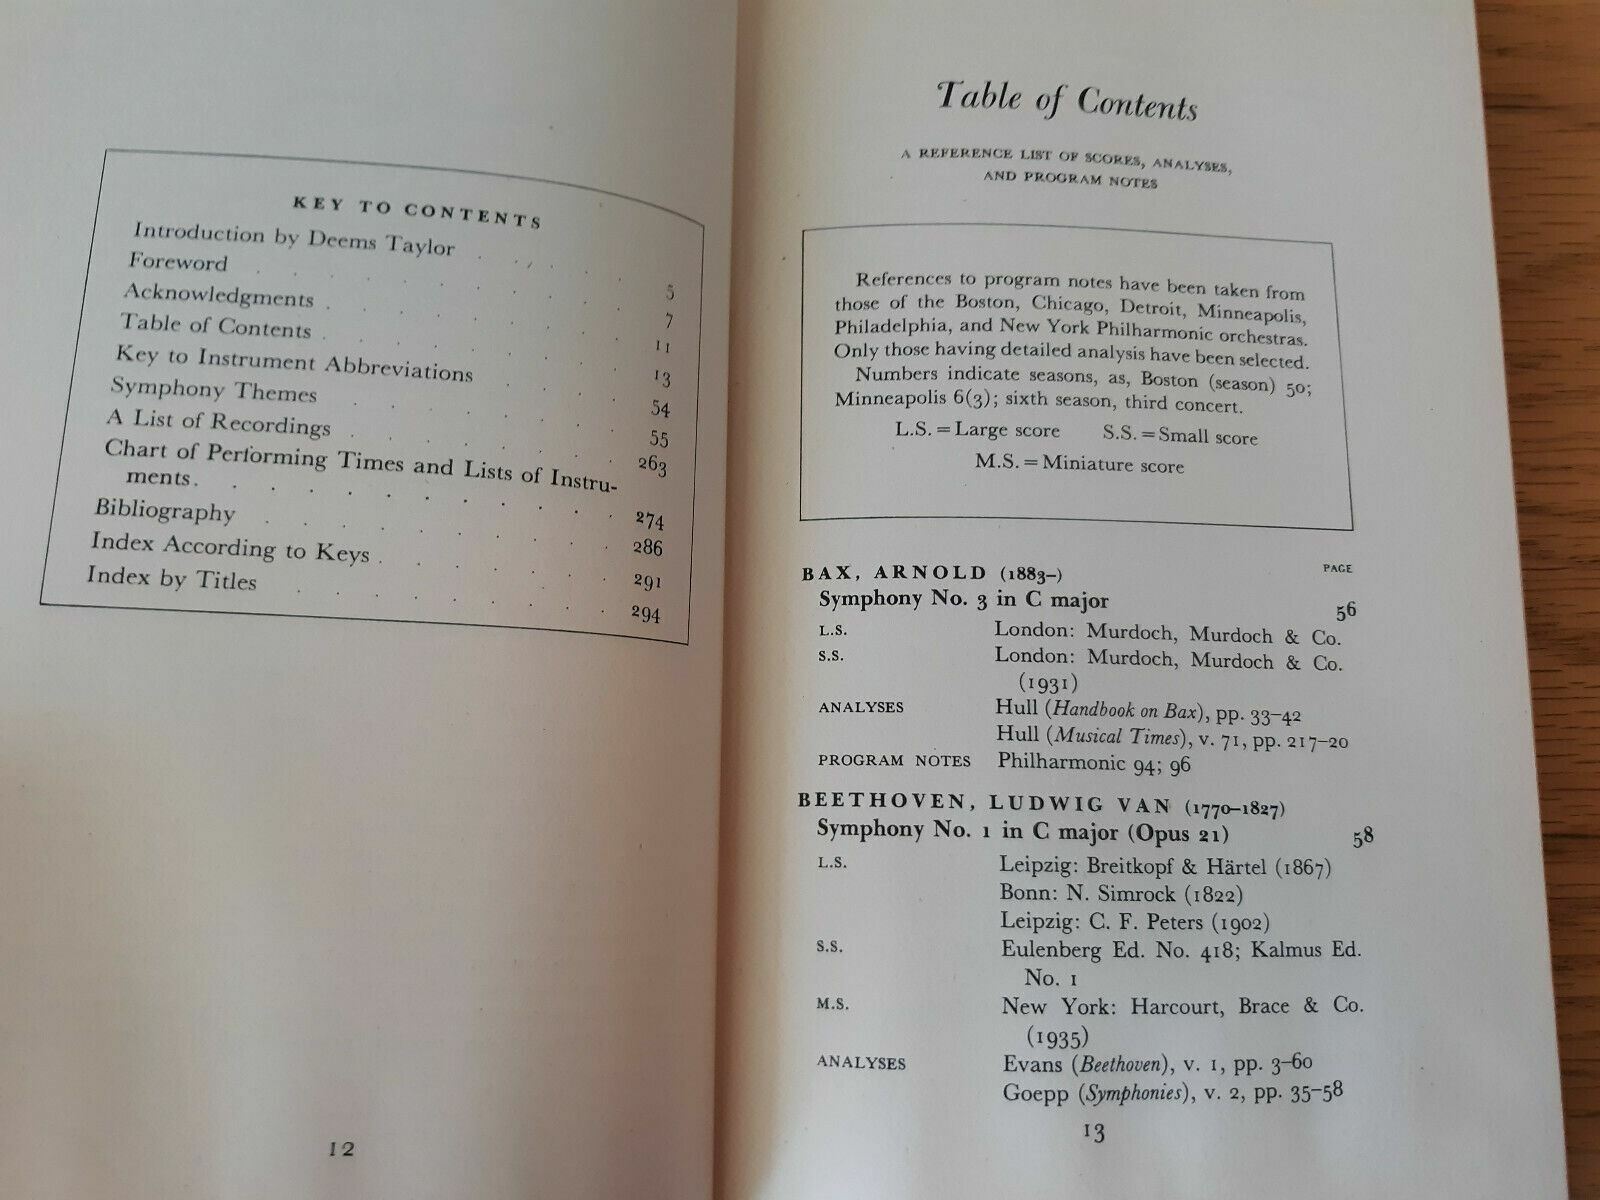 KEY TO CONTENTS
Introduction by Deems Taylor . . . . . 5
Foreword . . . . . . . . . 7
Acknowledgments . . . . . . . . 11
Table of Contents . . . . . . . . 13
Key to Instrument Abbreviations . . . . 54
Symphony Themes . . . . . . . . 55
A List of Recordings . . . . . . . 263
Chart of Performing Times and Lists of Instru-
ments . . . . . . . . . . 274
Bibliography . . . . . . . . . 286
Index According to Keys . . . . . . 291
Index by Titles . . . . . . . . 294
12
Table of Contents
A REFERENCE LIST OF SCORES, ANALYSES,
AND PROGRAM NOTES
References to program notes have been taken from
those of the Boston, Chicago, Detroit, Minneapolis,
Philadelphia, and New York Philharmonic orchestras.
Only those having detailed analysis have been selected.
Numbers indicate seasons, as, Boston (season) 50;
Minneapolis 6(3); sixth season, third concert.
L.S. = Large score S.S. = Small score
M.S. = Miniature score
BAX, ARNOLD (1883–) PAGE
Symphony No. 3 in C major 56
L.S. London: Murdoch, Murdoch & Co.
S.S. London: Murdoch, Murdoch & Co.
(1931)
ANALYSES Hull (Handbook on Bax), pp. 33–42
Hull (Musical Times), v. 71, pp. 217–20
PROGRAM NOTES Philharmonic 94; 96
BEETHOVEN, LUDWIG VAN (1770–1827)
Symphony No. 1 in C major (Opus 21) 58
L.S. Leipzig: Breitkopf & Härtel (1867)
Bonn: N. Simrock (1822)
Leipzig: C. F. Peters (1902)
S.S. Eulenberg Ed. No. 418; Kalmus Ed.
No. 1
M.S. New York: Harcourt, Brace & Co.
(1935)
ANALYSES Evans (Beethoven), v. 1, pp. 3–60
Goepp (Symphonies), v. 2, pp. 35–58
13